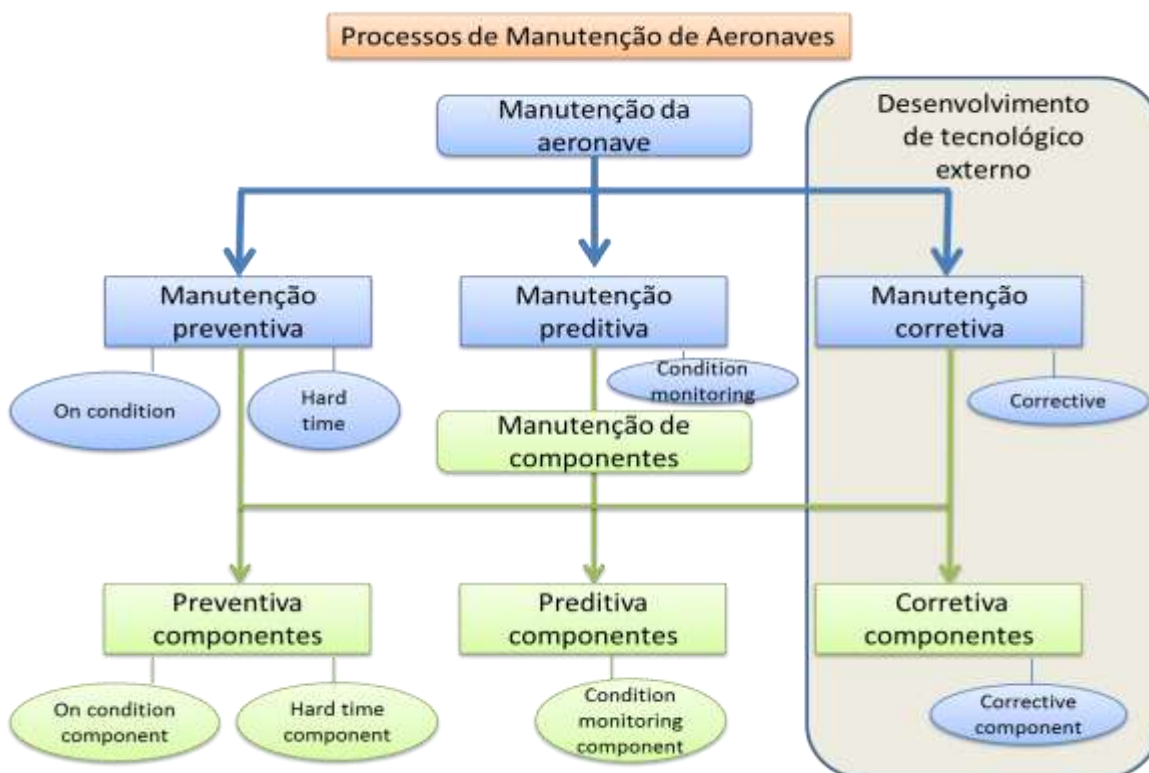 Processos de Manutenção de Aeronaves
Manutenção da
aeronave
Desenvolvimento
de tecnológico
externo
Manutenção
preventiva
Manutenção
preditiva
Manutenção
corretiva
On condition
Hard
time
Condition
monitoring
Corrective
Manutenção de
componentes
Preventiva
componentes
Preditiva
componentes
Corretiva
componentes
On condition
component
Hard time
component
Condition
monitoring
component
Corrective
component